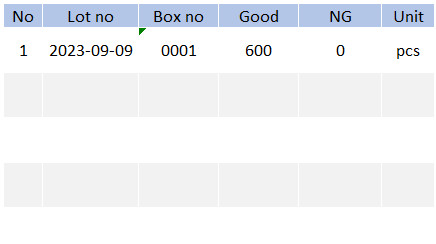 No Lot no Box no Good NG Unit
1 2023-09-09 0001 600 0 pcs